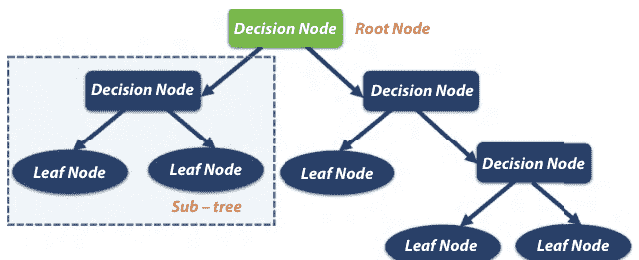 Decision Node Root Node
Decision Node Decision Node
Leaf Node Leaf Node Leaf Node Decision Node
Sub – tree
Leaf Node Leaf Node